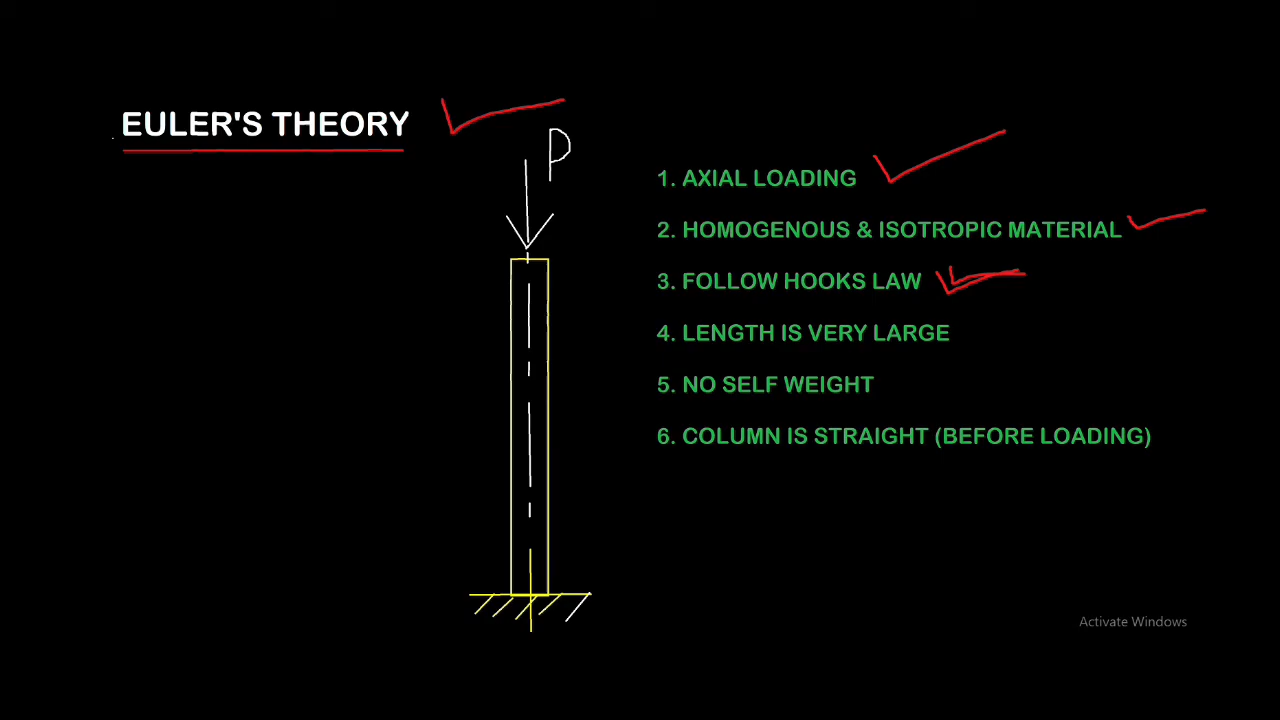 EULER'S THEORY
P
1. AXIAL LOADING
2. HOMOGENOUS & ISOTROPIC MATERIAL
3. FOLLOW HOOKS LAW
4. LENGTH IS VERY LARGE
5. NO SELF WEIGHT
6. COLUMN IS STRAIGHT (BEFORE LOADING)
Activate Windows